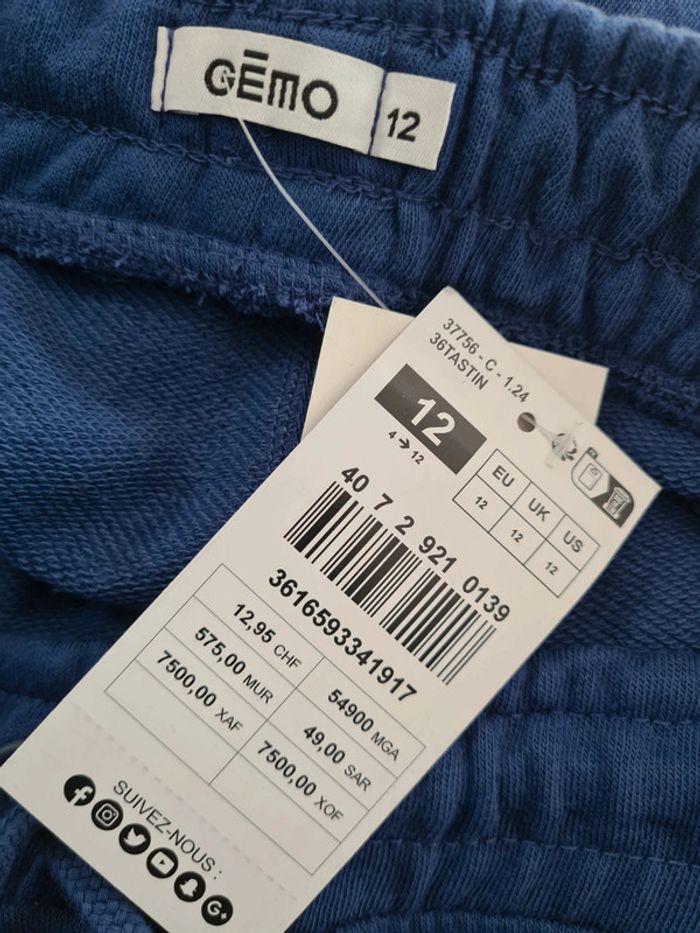 GĒMO
12
37756 - C - 1.24
36TASTIN
12
4 → 12
EU UK US
12 12 12
40 7 2 921 0139
3616593341917
12,95 CHF
54900 MGA
575,00 MUR
49,00 SAR
7500,00 XAF
7500,00 XOF
SUIVEZ-NOUS :